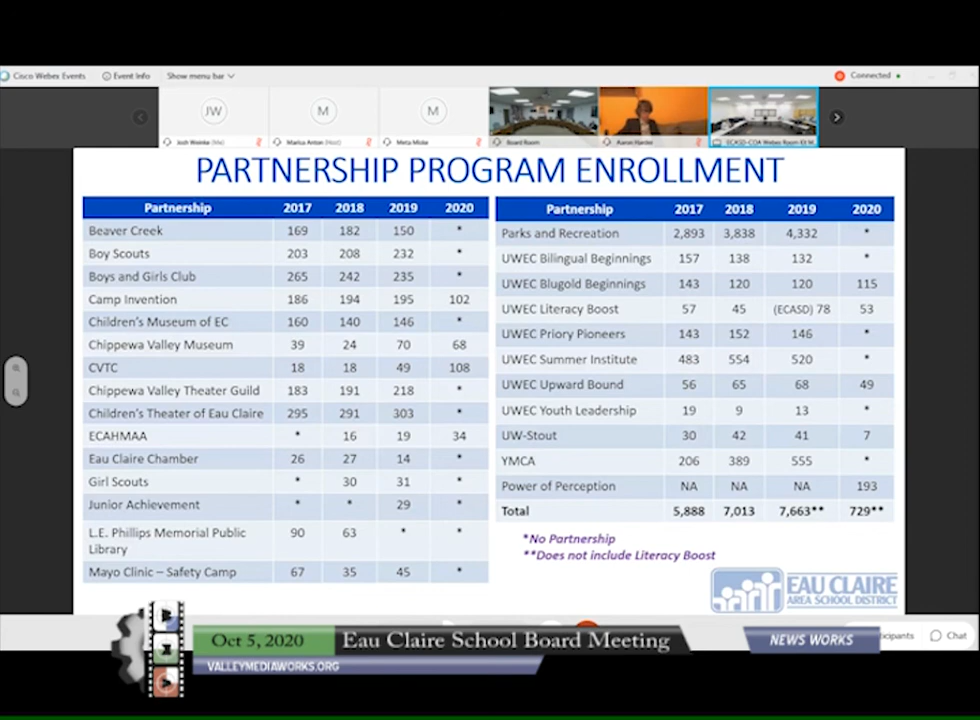 Cisco Webex Events Event Info Show menu bar Connected
JW M M
Josh Weinke (Me) Marisa Anton (Host) Meta Miske Board Room Aaron Harder ECASD-COA Webex Room Kit M
PARTNERSHIP PROGRAM ENROLLMENT
Partnership 2017 2018 2019 2020
Beaver Creek 169 182 150 *
Boy Scouts 203 208 232 *
Boys and Girls Club 265 242 235 *
Camp Invention 186 194 195 102
Children's Museum of EC 160 140 146 *
Chippewa Valley Museum 39 24 70 68
CVTC 18 18 49 108
Chippewa Valley Theater Guild 183 191 218 *
Children's Theater of Eau Claire 295 291 303 *
ECAHMAA * 16 19 34
Eau Claire Chamber 26 27 14 *
Girl Scouts * 30 31 *
Junior Achievement * * 29 *
L.E. Phillips Memorial Public 90 63 * *
Library
Mayo Clinic – Safety Camp 67 35 45 *
Partnership 2017 2018 2019 2020
Parks and Recreation 2,893 3,838 4,332 *
UWEC Bilingual Beginnings 157 138 132 *
UWEC Blugold Beginnings 143 120 120 115
UWEC Literacy Boost 57 45 (ECASD) 78 53
UWEC Priory Pioneers 143 152 146 *
UWEC Summer Institute 483 554 520 *
UWEC Upward Bound 56 65 68 49
UWEC Youth Leadership 19 9 13 *
UW-Stout 30 42 41 7
YMCA 206 389 555 *
Power of Perception NA NA NA 193
Total 5,888 7,013 7,663** 729**
*No Partnership
**Does not include Literacy Boost
EAU CLAIRE
AREA SCHOOL DISTRICT
Oct 5, 2020 Eau Claire School Board Meeting NEWS WORKS
VALLEYMEDIAWORKS.ORG
icipants Chat